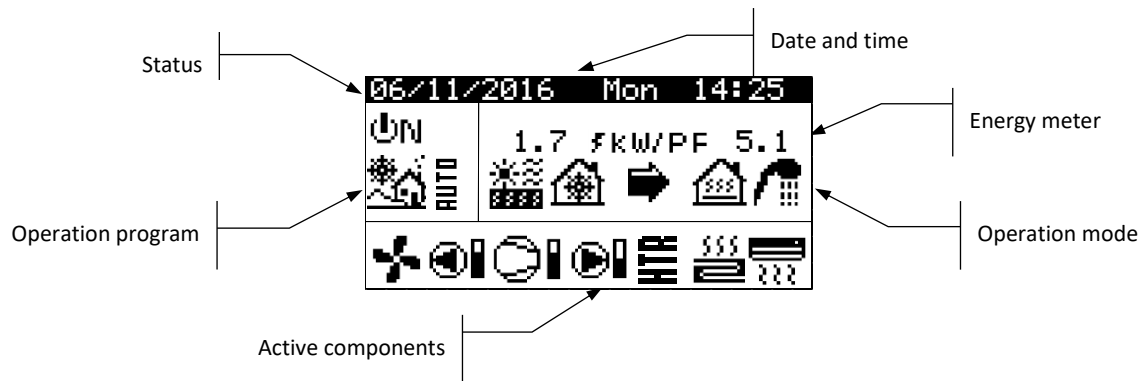 Date and time
Status
06/11/2016 Mon 14:25
ON
Energy meter
1.7 kW/PF 5.1
AUTO
Operation program
Operation mode
HTR
Active components